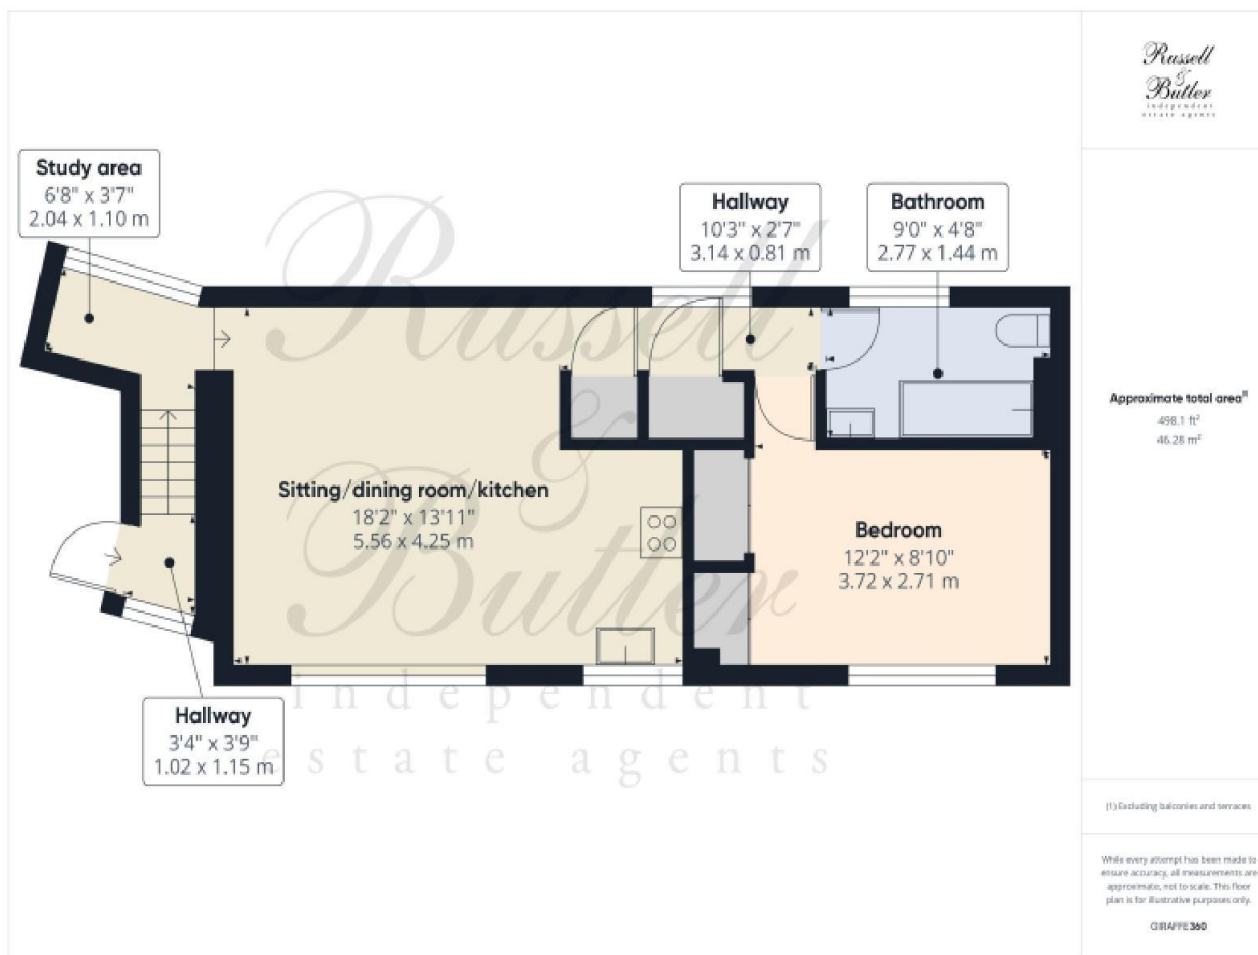 Russell
&
Butler
independent
estate agents
Study area
6'8" x 3'7"
2.04 x 1.10 m
Hallway
10'3" x 2'7"
3.14 x 0.81 m
Bathroom
9'0" x 4'8"
2.77 x 1.44 m
Sitting/dining room/kitchen
18'2" x 13'11"
5.56 x 4.25 m
Bedroom
12'2" x 8'10"
3.72 x 2.71 m
Hallway
3'4" x 3'9"
1.02 x 1.15 m
Russell
&
Butler
independent
estate agents
Approximate total area⁽¹⁾
498.1 ft²
46.28 m²
(1) Excluding balconies and terraces
While every attempt has been made to
ensure accuracy, all measurements are
approximate, not to scale. This floor
plan is for illustrative purposes only.
GIRAFFE360